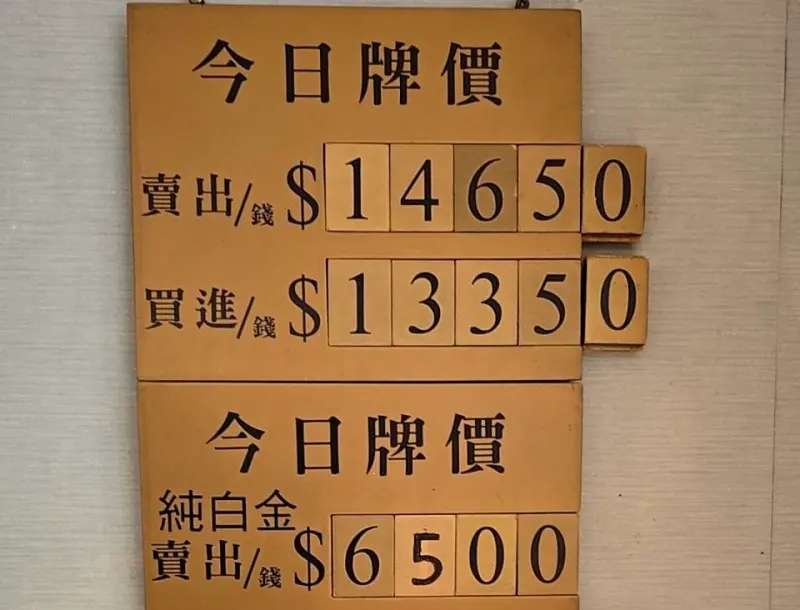 今日牌價
賣出/錢 $14650
買進/錢 $13350
今日牌價
純白金
賣出/錢 $6500